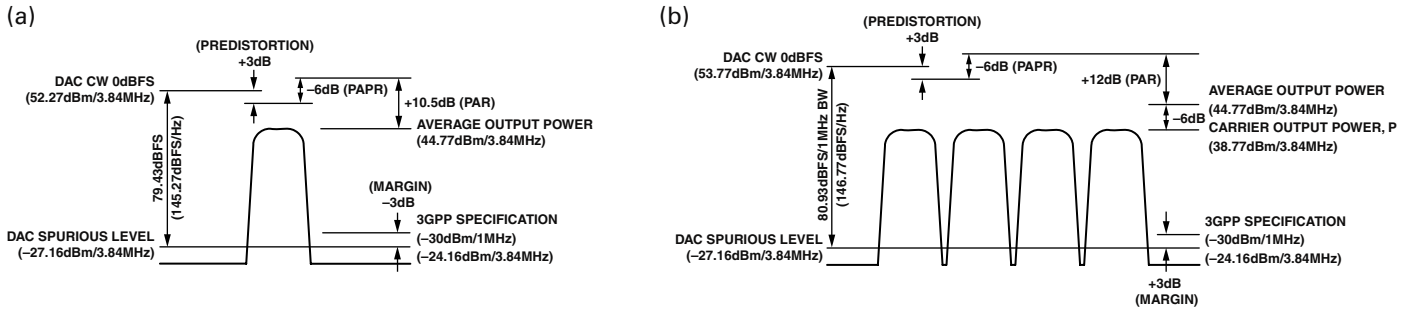 (a)
(PREDISTORTION)
+3dB
DAC CW 0dBFS
(52.27dBm/3.84MHz)
–6dB (PAPR)
+10.5dB (PAR)
AVERAGE OUTPUT POWER
(44.77dBm/3.84MHz)
79.43dBFS
(145.27dBFS/Hz)
(MARGIN)
–3dB
3GPP SPECIFICATION
(–30dBm/1MHz)
(–24.16dBm/3.84MHz)
DAC SPURIOUS LEVEL
(–27.16dBm/3.84MHz)
(b)
(PREDISTORTION)
+3dB
DAC CW 0dBFS
(53.77dBm/3.84MHz)
–6dB (PAPR)
+12dB (PAR)
AVERAGE OUTPUT POWER
(44.77dBm/3.84MHz)
–6dB
CARRIER OUTPUT POWER, P
(38.77dBm/3.84MHz)
80.93dBFS/1MHz BW
(146.77dBFS/Hz)
3GPP SPECIFICATION
(–30dBm/1MHz)
(–24.16dBm/3.84MHz)
DAC SPURIOUS LEVEL
(–27.16dBm/3.84MHz)
+3dB
(MARGIN)